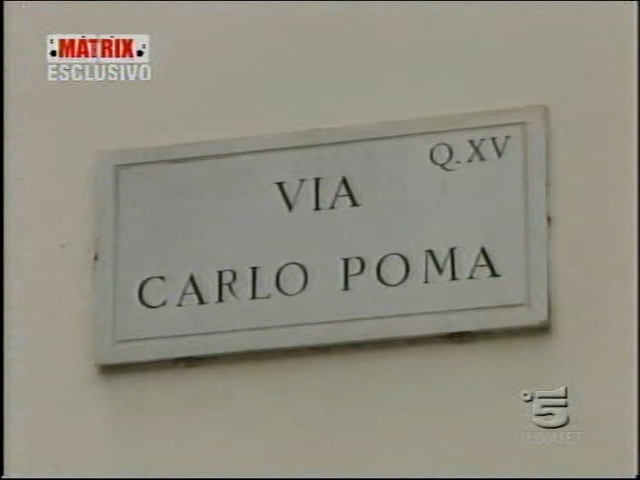 MATRIX
ESCLUSIVO
Q.XV
VIA
CARLO POMA
5
MEDIASET